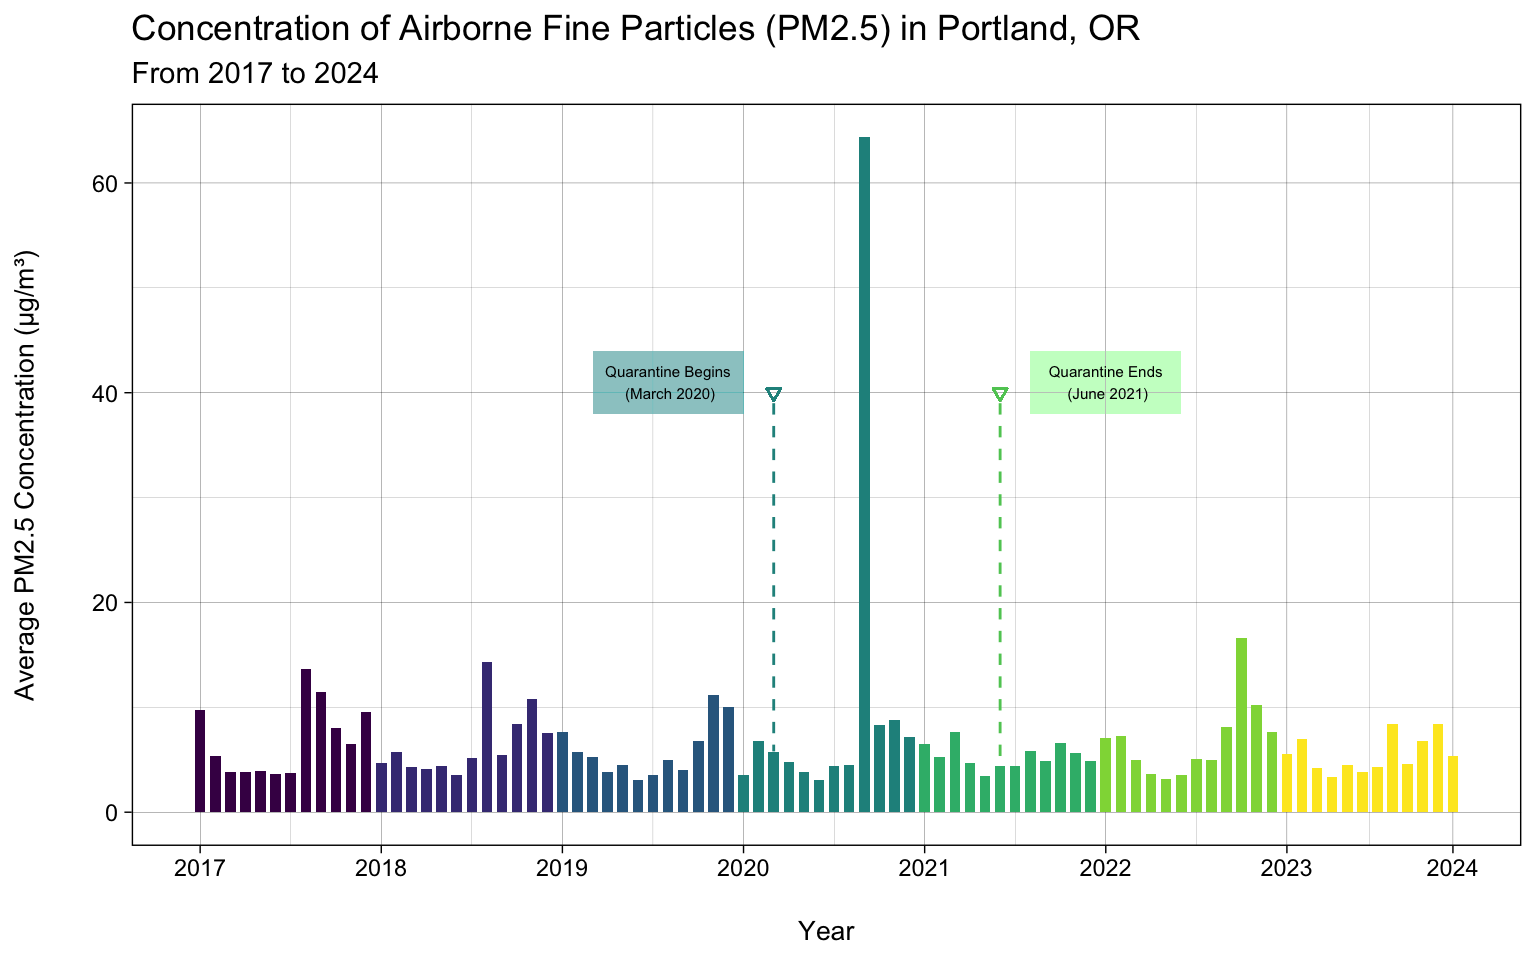 Concentration of Airborne Fine Particles (PM2.5) in Portland, OR
From 2017 to 2024
Average PM2.5 Concentration (μg/m³)
60
40
20
0
Quarantine Begins
(March 2020)
Quarantine Ends
(June 2021)
2017 2018 2019 2020 2021 2022 2023 2024
Year